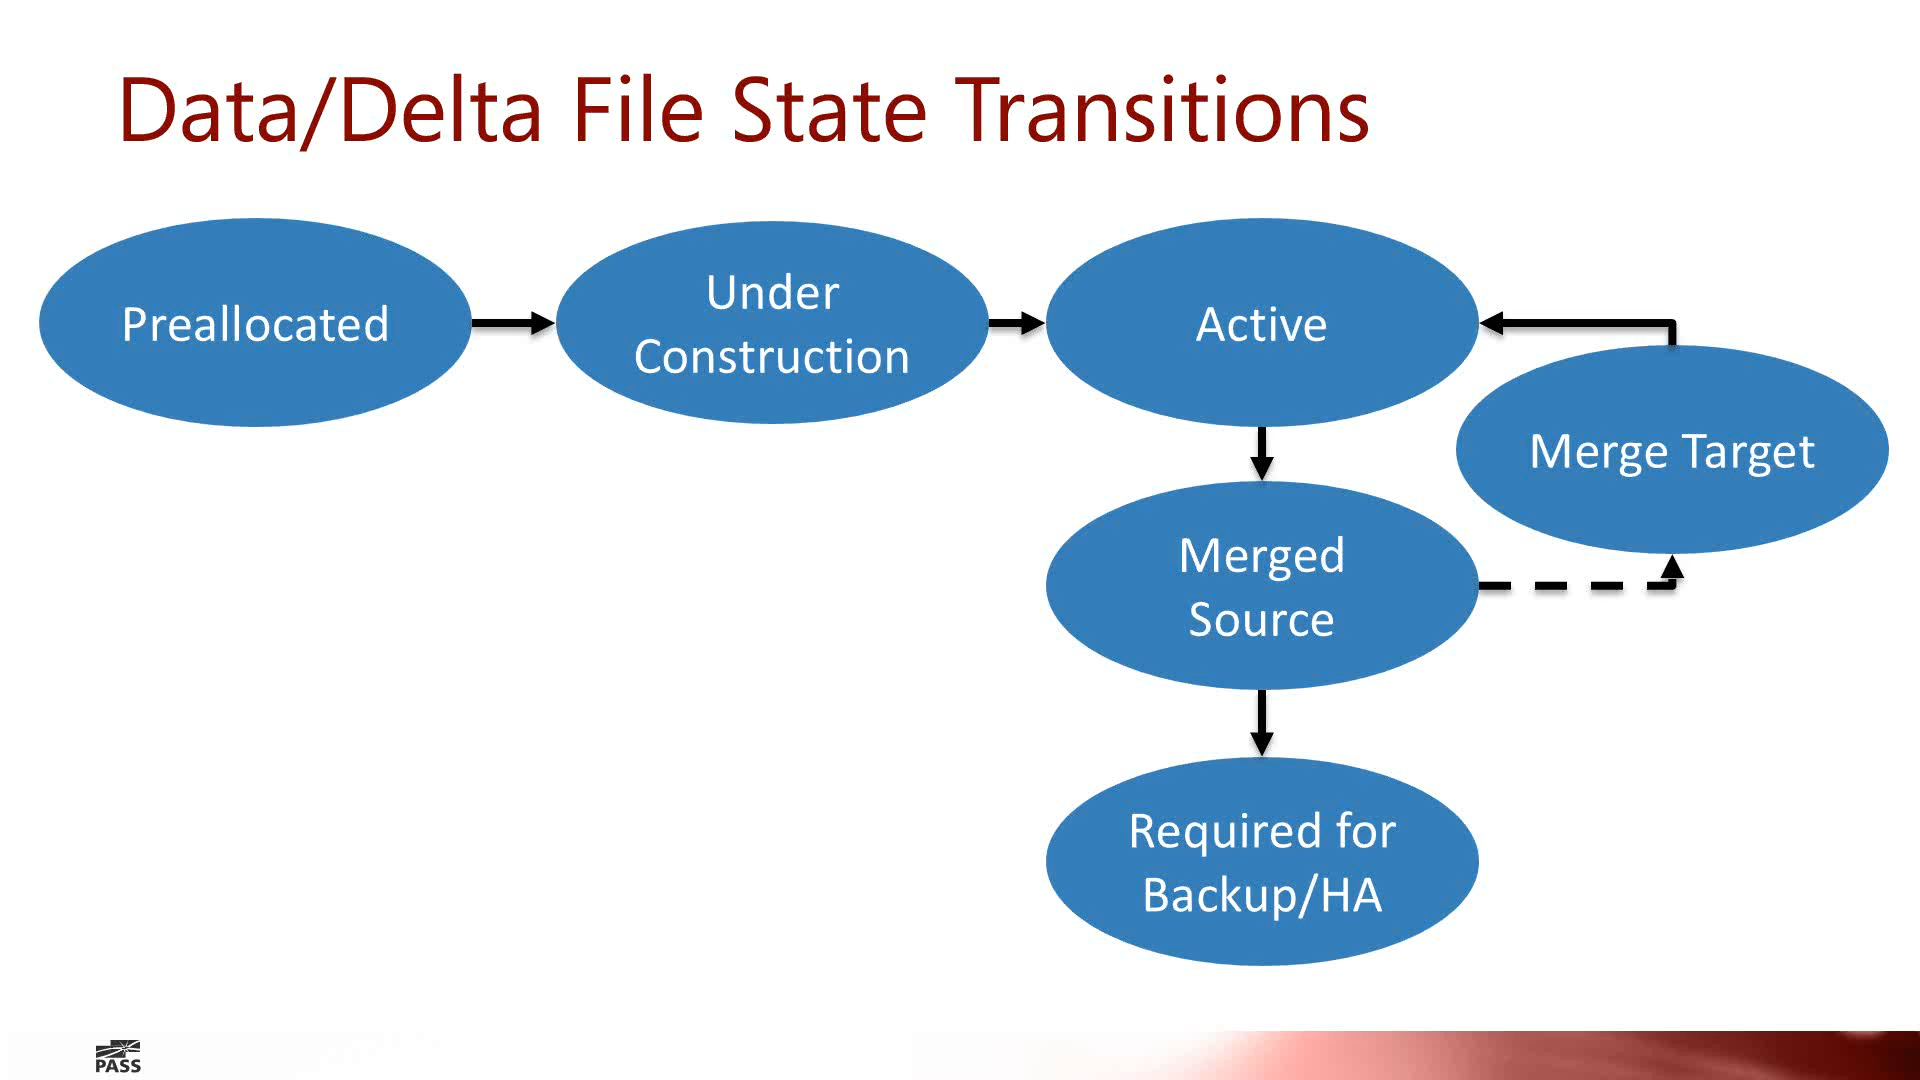 Data/Delta File State Transitions
Preallocated
Under
Construction
Active
Merge Target
Merged
Source
Required for
Backup/HA
PASS